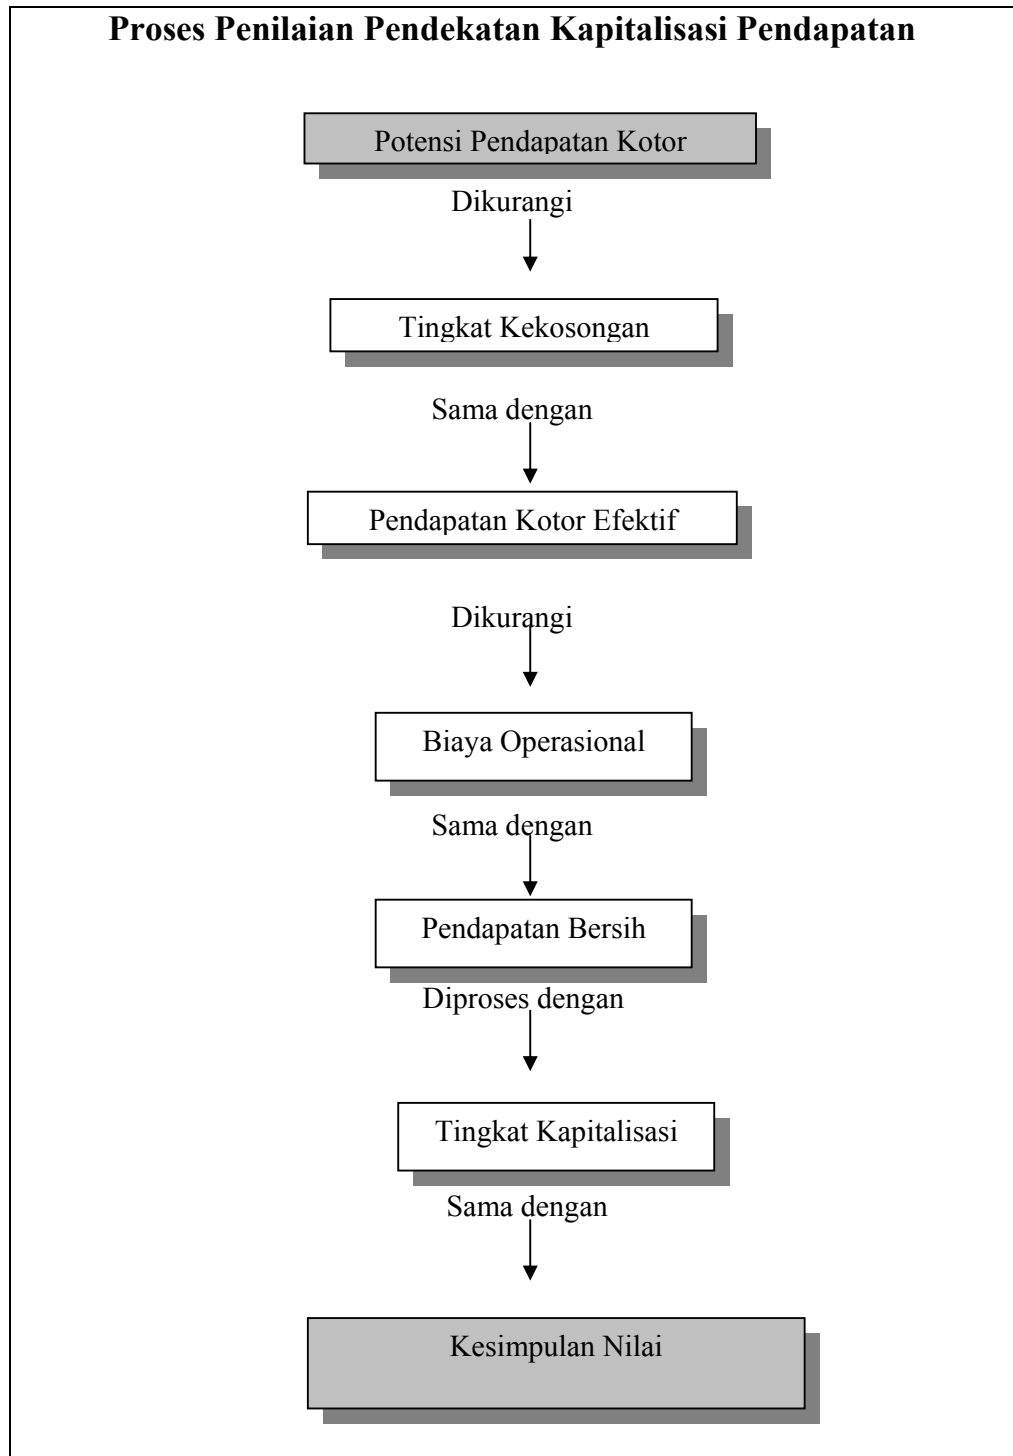 Proses Penilaian Pendekatan Kapitalisasi Pendapatan
Potensi Pendapatan Kotor
Dikurangi
Tingkat Kekosongan
Sama dengan
Pendapatan Kotor Efektif
Dikurangi
Biaya Operasional
Sama dengan
Pendapatan Bersih
Diproses dengan
Tingkat Kapitalisasi
Sama dengan
Kesimpulan Nilai